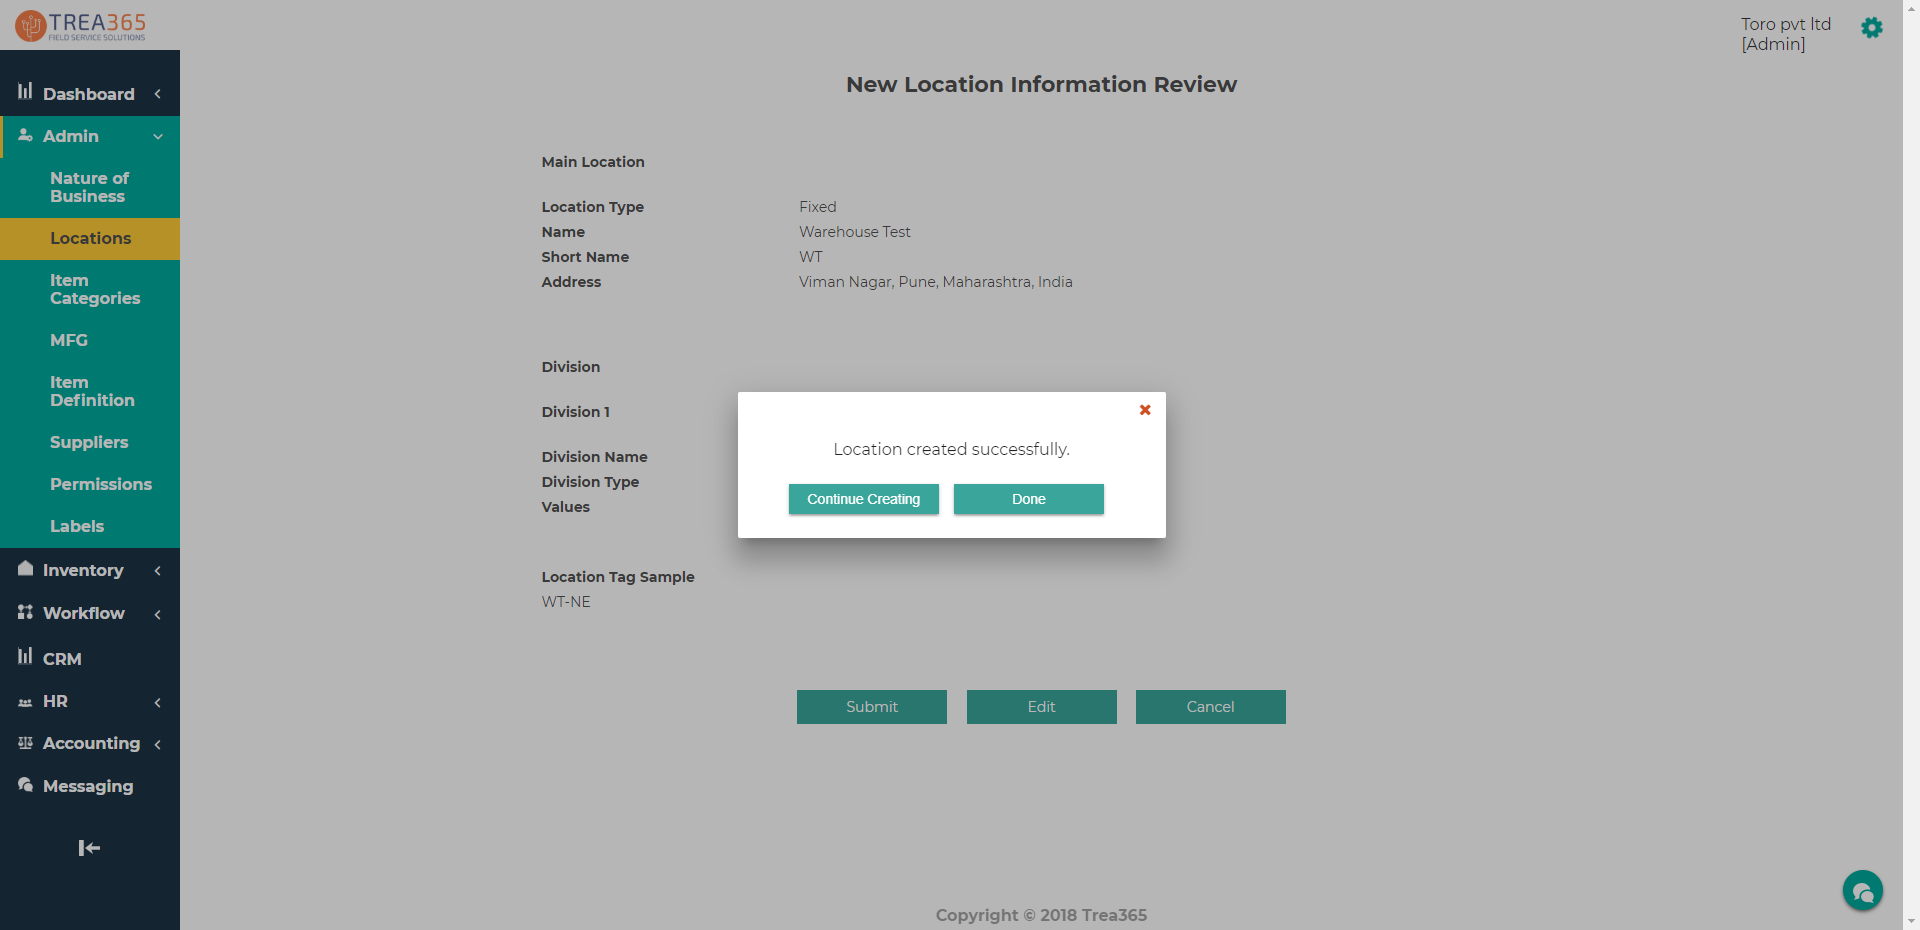 TREA365
FIELD SERVICE SOLUTIONS
Toro pvt ltd
[Admin]
Dashboard
Admin
Nature of
Business
Locations
Item
Categories
MFG
Item
Definition
Suppliers
Permissions
Labels
Inventory
Workflow
CRM
HR
Accounting
Messaging
New Location Information Review
Main Location
Location Type Fixed
Name Warehouse Test
Short Name WT
Address Viman Nagar, Pune, Maharashtra, India
Division
Division 1
Division Name
Division Type
Values
Location created successfully.
Continue Creating Done
Location Tag Sample
WT-NE
Submit Edit Cancel
Copyright © 2018 Trea365